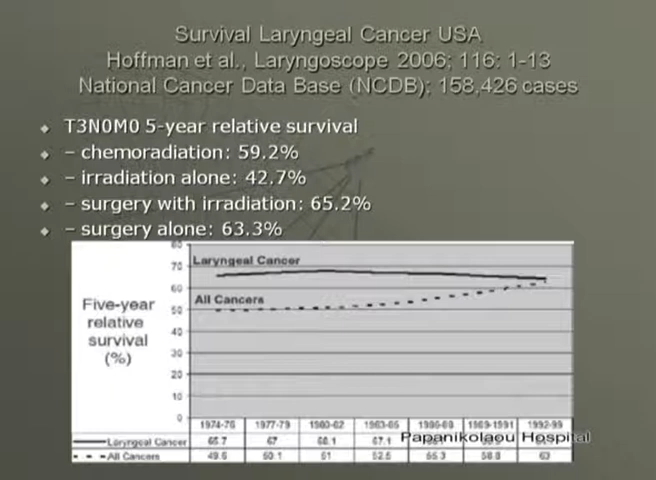 Survival Laryngeal Cancer USA
Hoffman et al., Laryngoscope 2006; 116: 1-13
National Cancer Data Base (NCDB); 158,426 cases
T3N0M0 5-year relative survival
– chemoradiation: 59.2%
– irradiation alone: 42.7%
– surgery with irradiation: 65.2%
– surgery alone: 63.3%
80
70
60
50
40
30
20
10
0
Laryngeal Cancer
All Cancers
Five-year
relative
survival
(%)
1974-76 1977-79 1980-82 1983-85 1986-88 1989-1991 1992-99
Laryngeal Cancer 65.7 67 68.1 67.1
All Cancers 49.6 50.1 51 52.5 55.3 58.8 63
Papanikolaou Hospital